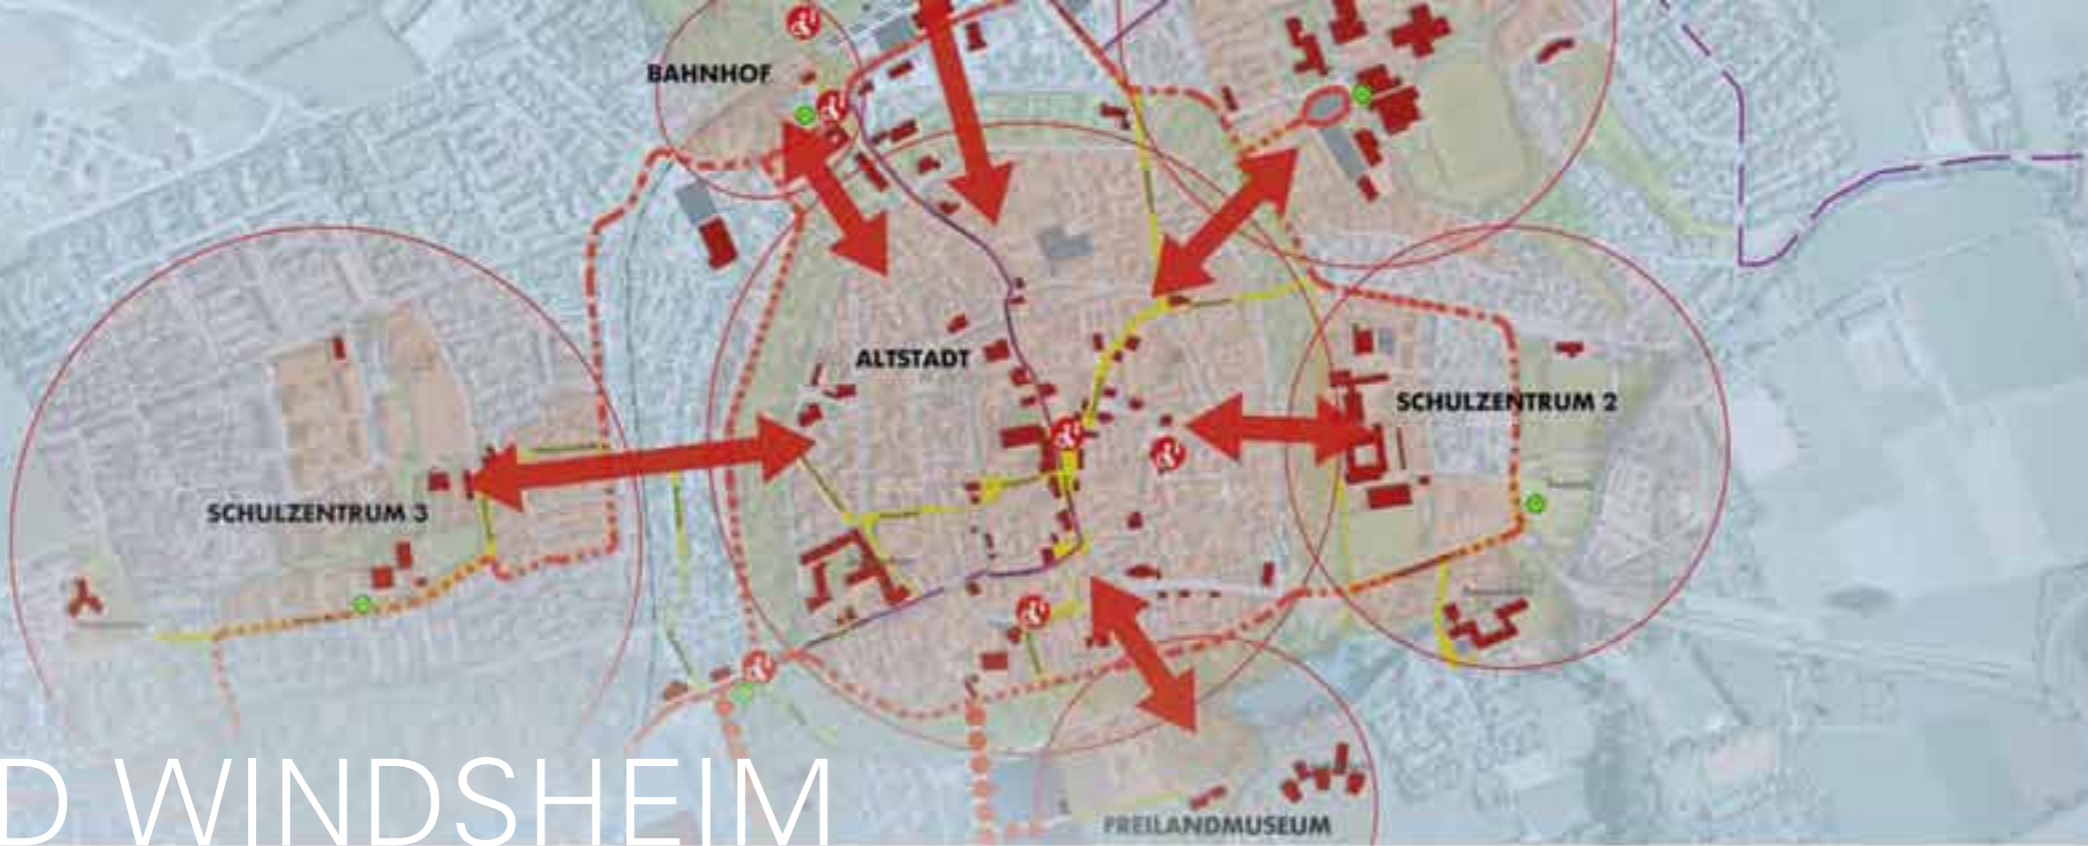 BAHNHOF
ALTSTADT
SCHULZENTRUM 2
SCHULZENTRUM 3
D WINDSHEIM
FREILANDMUSEUM